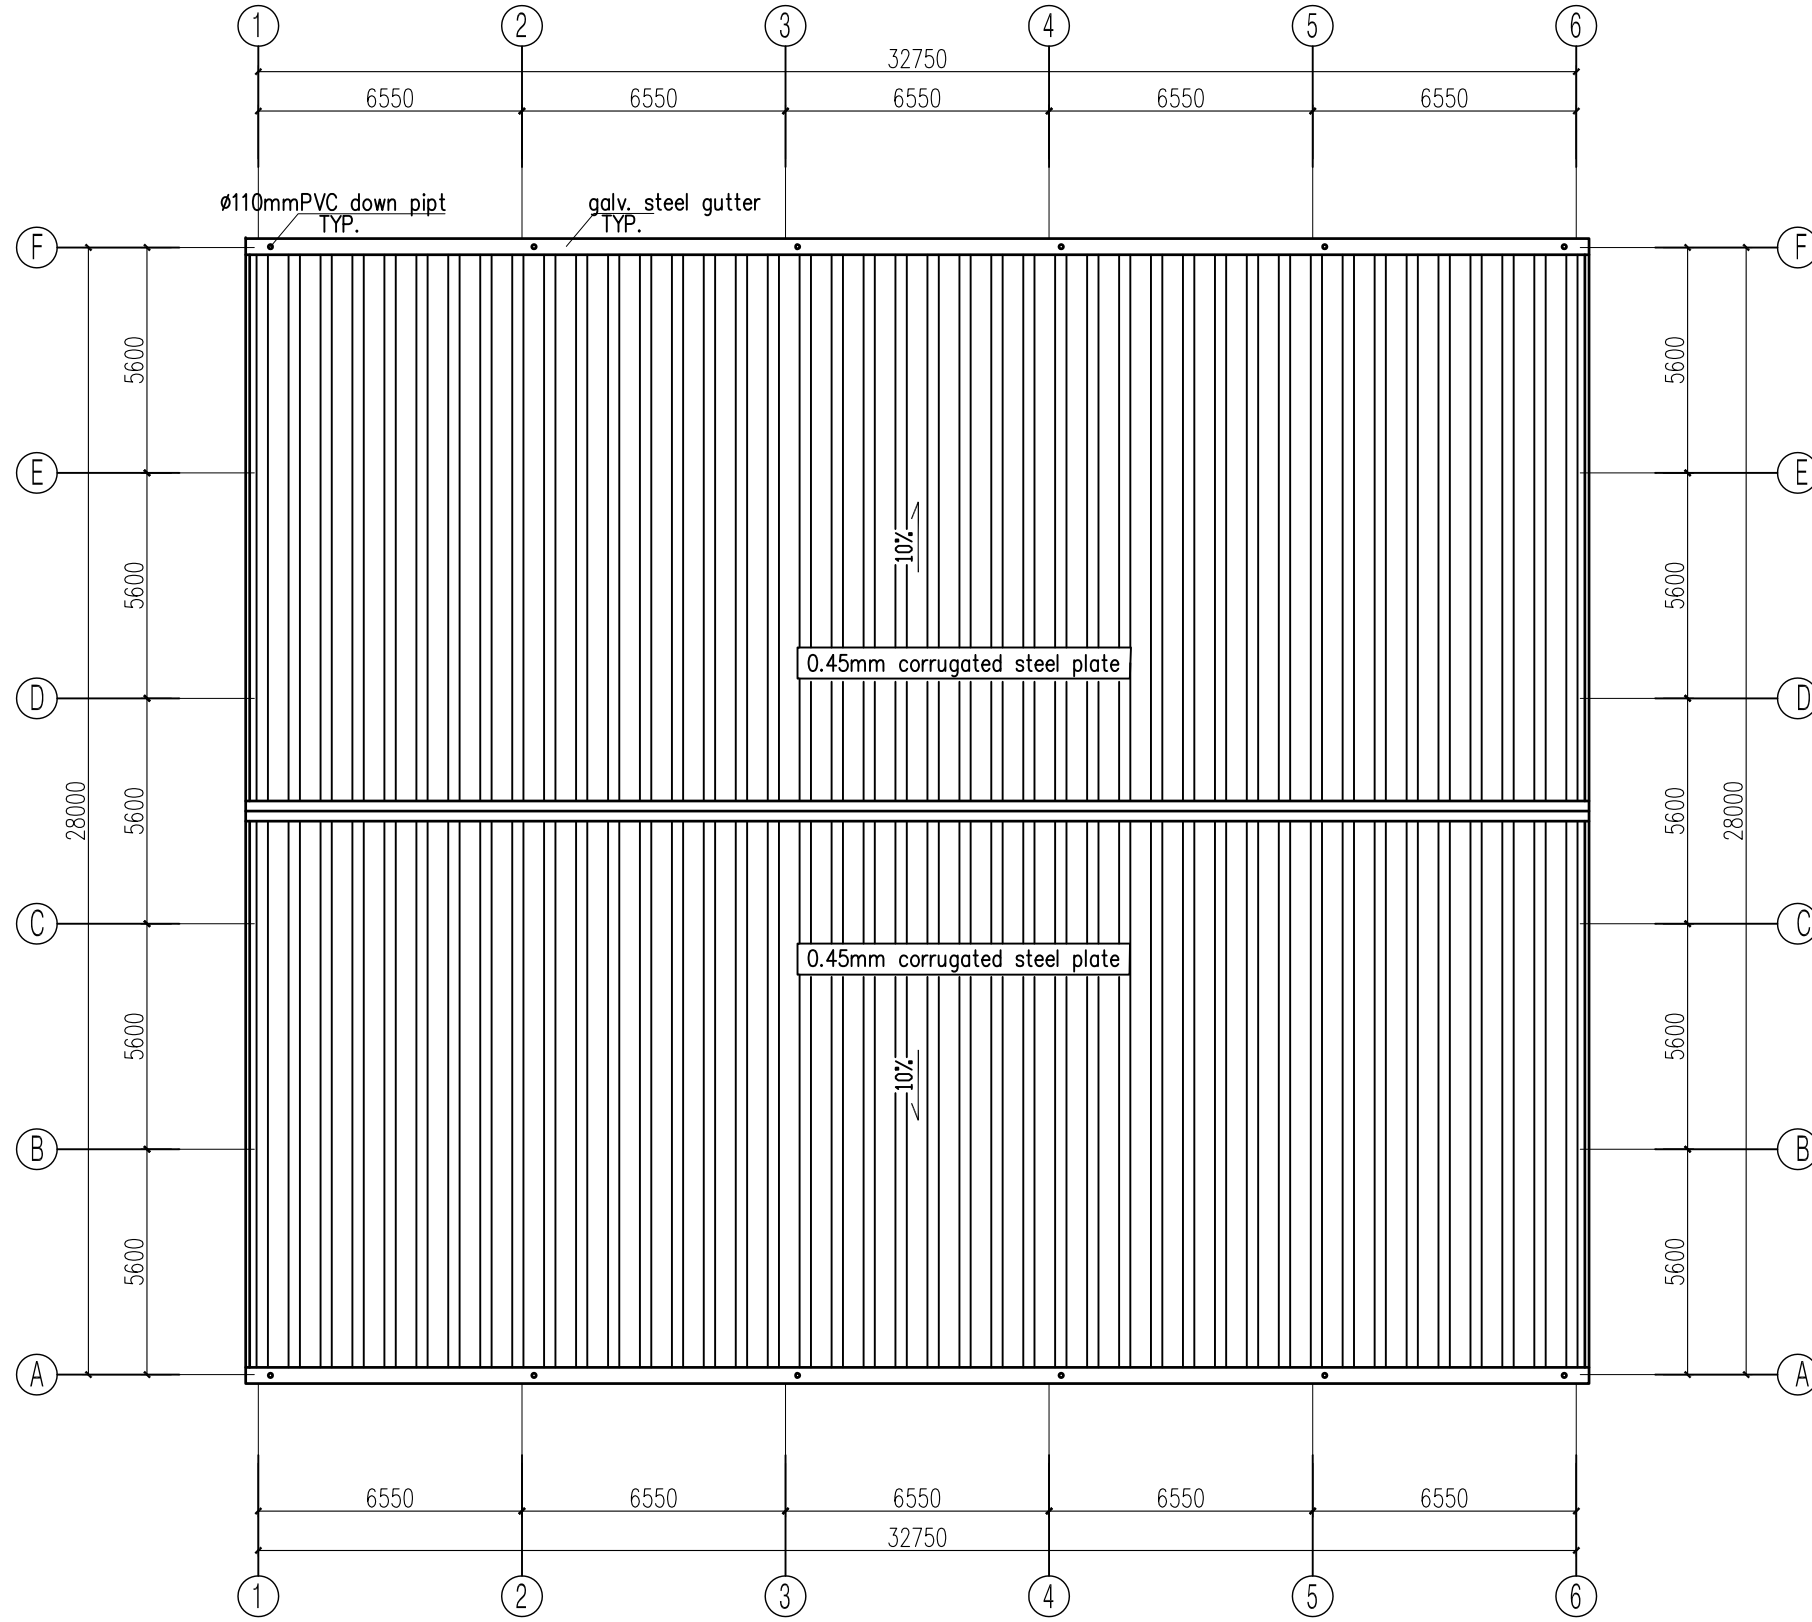 1 2 3 4 5 6
32750
6550 6550 6550 6550 6550
ø110mmPVC down pipt
TYP.
galv. steel gutter
TYP.
F F
5600 5600
E E
10%
5600 5600
0.45mm corrugated steel plate
D D
28000 5600 5600 28000
C C
0.45mm corrugated steel plate
5600 5600
10%
B B
5600 5600
A A
6550 6550 6550 6550 6550
32750
1 2 3 4 5 6